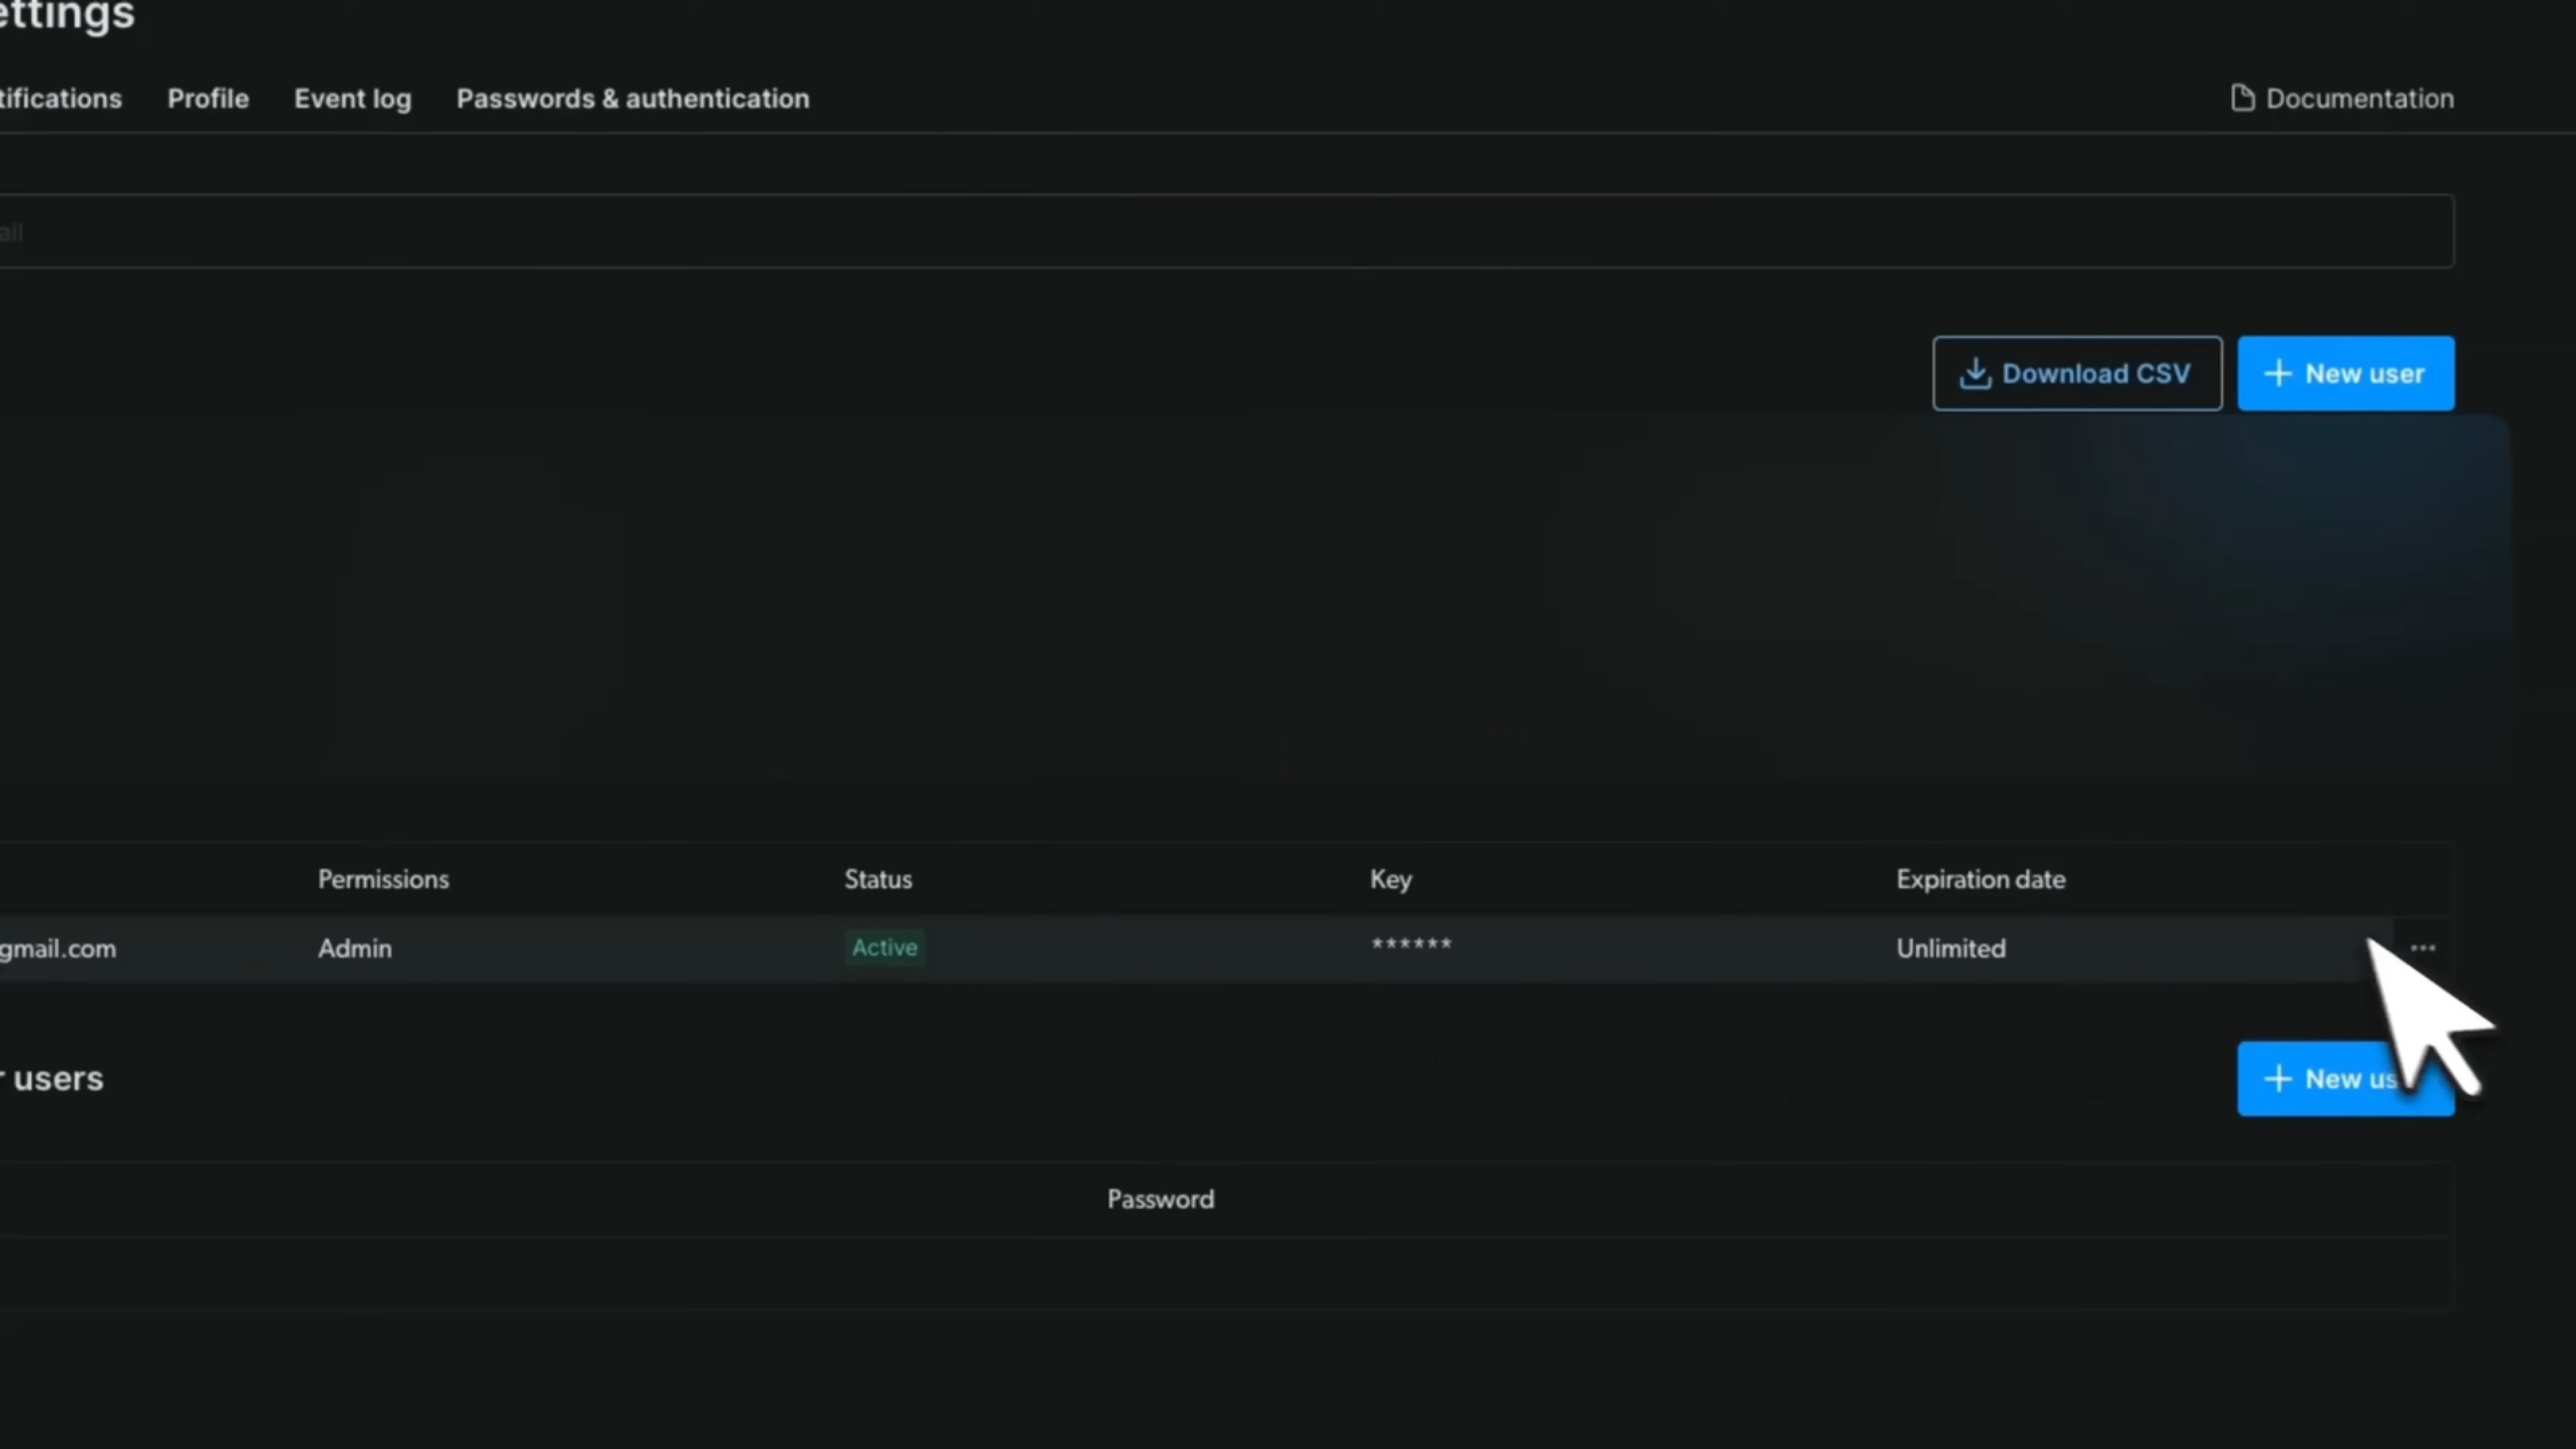 ettings
tifications Profile Event log Passwords & authentication Documentation
ail
Download CSV + New user
Permissions Status Key Expiration date
gmail.com Admin Active ****** Unlimited ...
r users + New us
Password